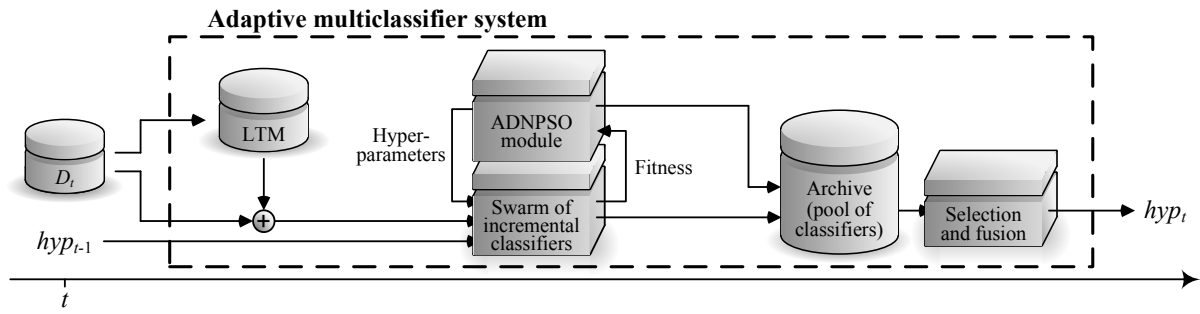 Adaptive multiclassifier system
LTM
D_t
Hyper-
parameters
ADNPSO
module
Fitness
Swarm of
incremental
classifiers
+
hyp_{t-1}
Archive
(pool of
classifiers)
Selection
and fusion
hyp_t
t